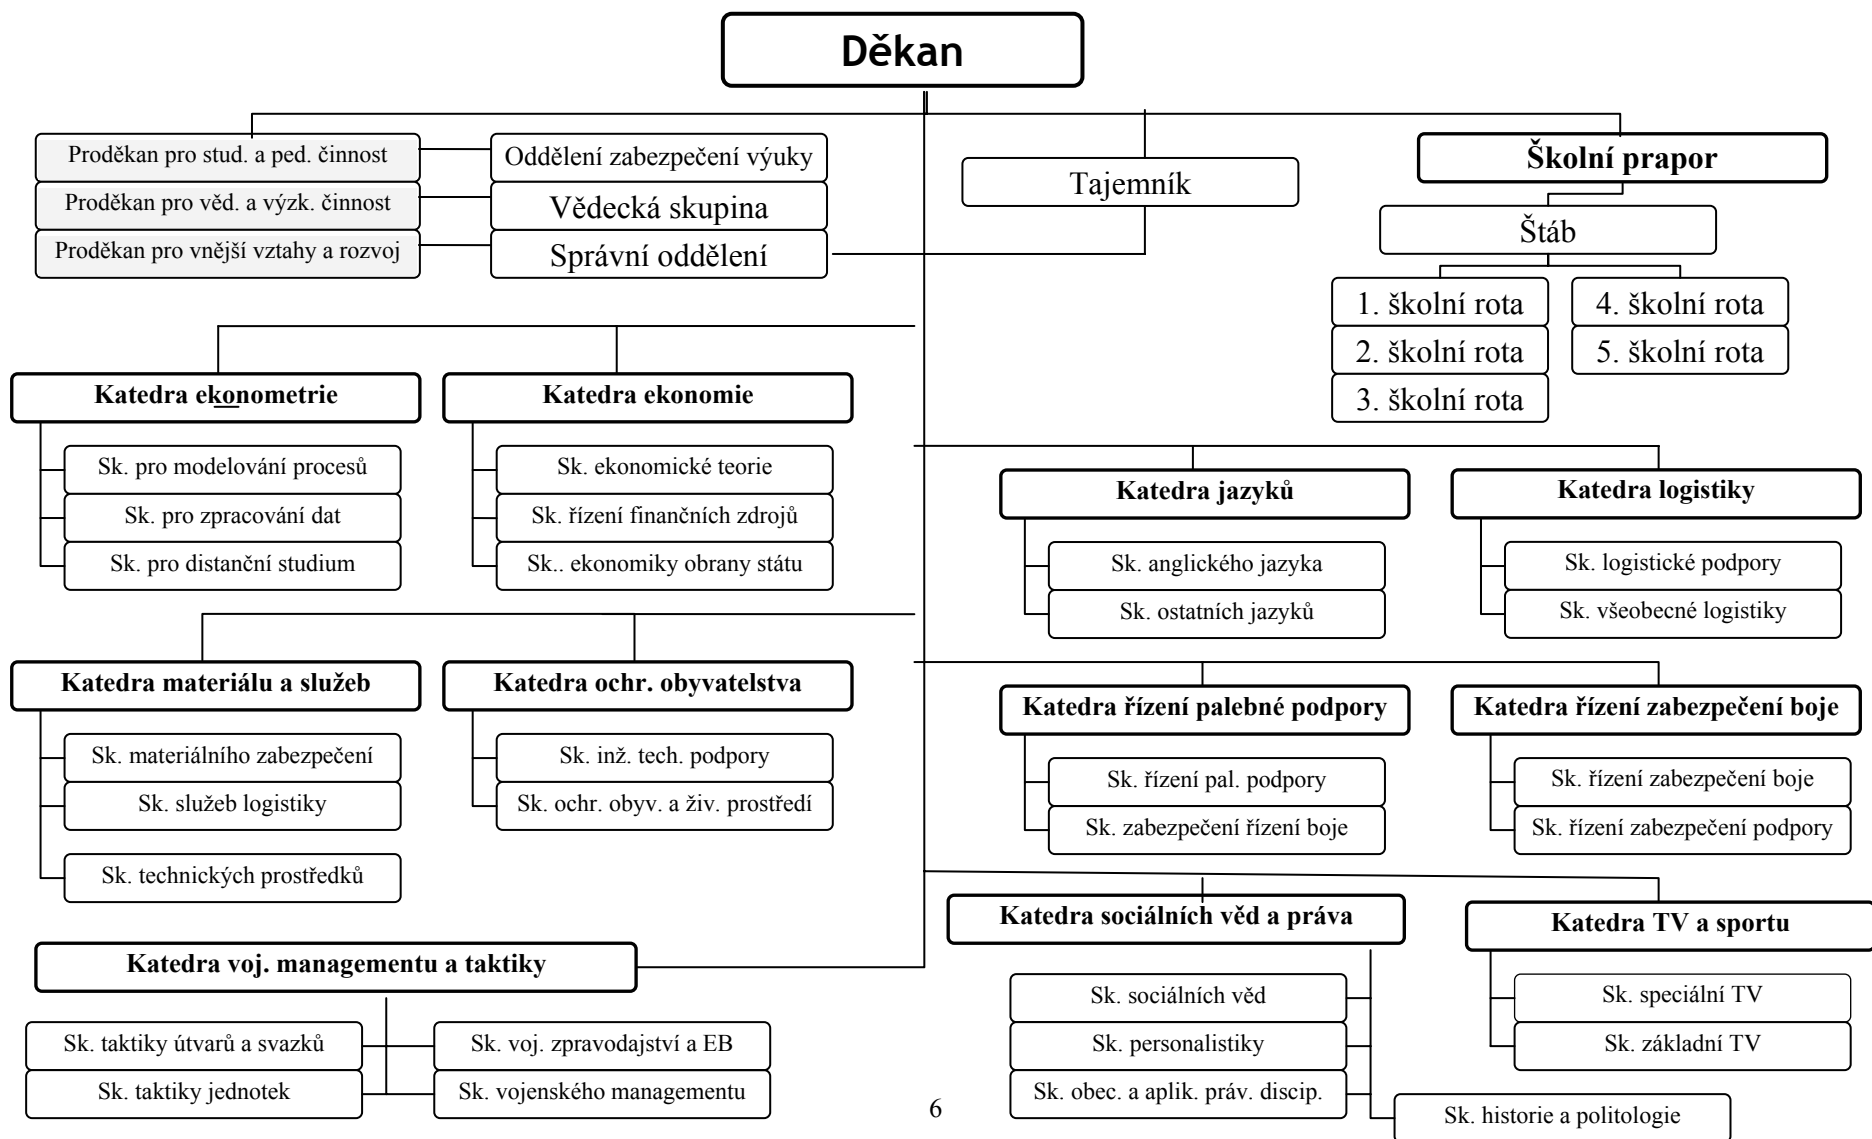 Děkan
Proděkan pro stud. a ped. činnost
Oddělení zabezpečení výuky
Proděkan pro věd. a výzk. činnost
Vědecká skupina
Proděkan pro vnější vztahy a rozvoj
Správní oddělení
Tajemník
Školní prapor
Štáb
1. školní rota
4. školní rota
2. školní rota
5. školní rota
3. školní rota
Katedra ekonometrie
Sk. pro modelování procesů
Sk. pro zpracování dat
Sk. pro distanční studium
Katedra ekonomie
Sk. ekonomické teorie
Sk. řízení finančních zdrojů
Sk.. ekonomiky obrany státu
Katedra jazyků
Sk. anglického jazyka
Sk. ostatních jazyků
Katedra logistiky
Sk. logistické podpory
Sk. všeobecné logistiky
Katedra materiálu a služeb
Sk. materiálního zabezpečení
Sk. služeb logistiky
Sk. technických prostředků
Katedra ochr. obyvatelstva
Sk. inž. tech. podpory
Sk. ochr. obyv. a živ. prostředí
Katedra řízení palebné podpory
Sk. řízení pal. podpory
Sk. zabezpečení řízení boje
Katedra řízení zabezpečení boje
Sk. řízení zabezpečení boje
Sk. řízení zabezpečení podpory
Katedra voj. managementu a taktiky
Sk. taktiky útvarů a svazků
Sk. voj. zpravodajství a EB
Sk. taktiky jednotek
Sk. vojenského managementu
Katedra sociálních věd a práva
Sk. sociálních věd
Sk. personalistiky
Sk. obec. a aplik. práv. discip.
Sk. historie a politologie
Katedra TV a sportu
Sk. speciální TV
Sk. základní TV
6